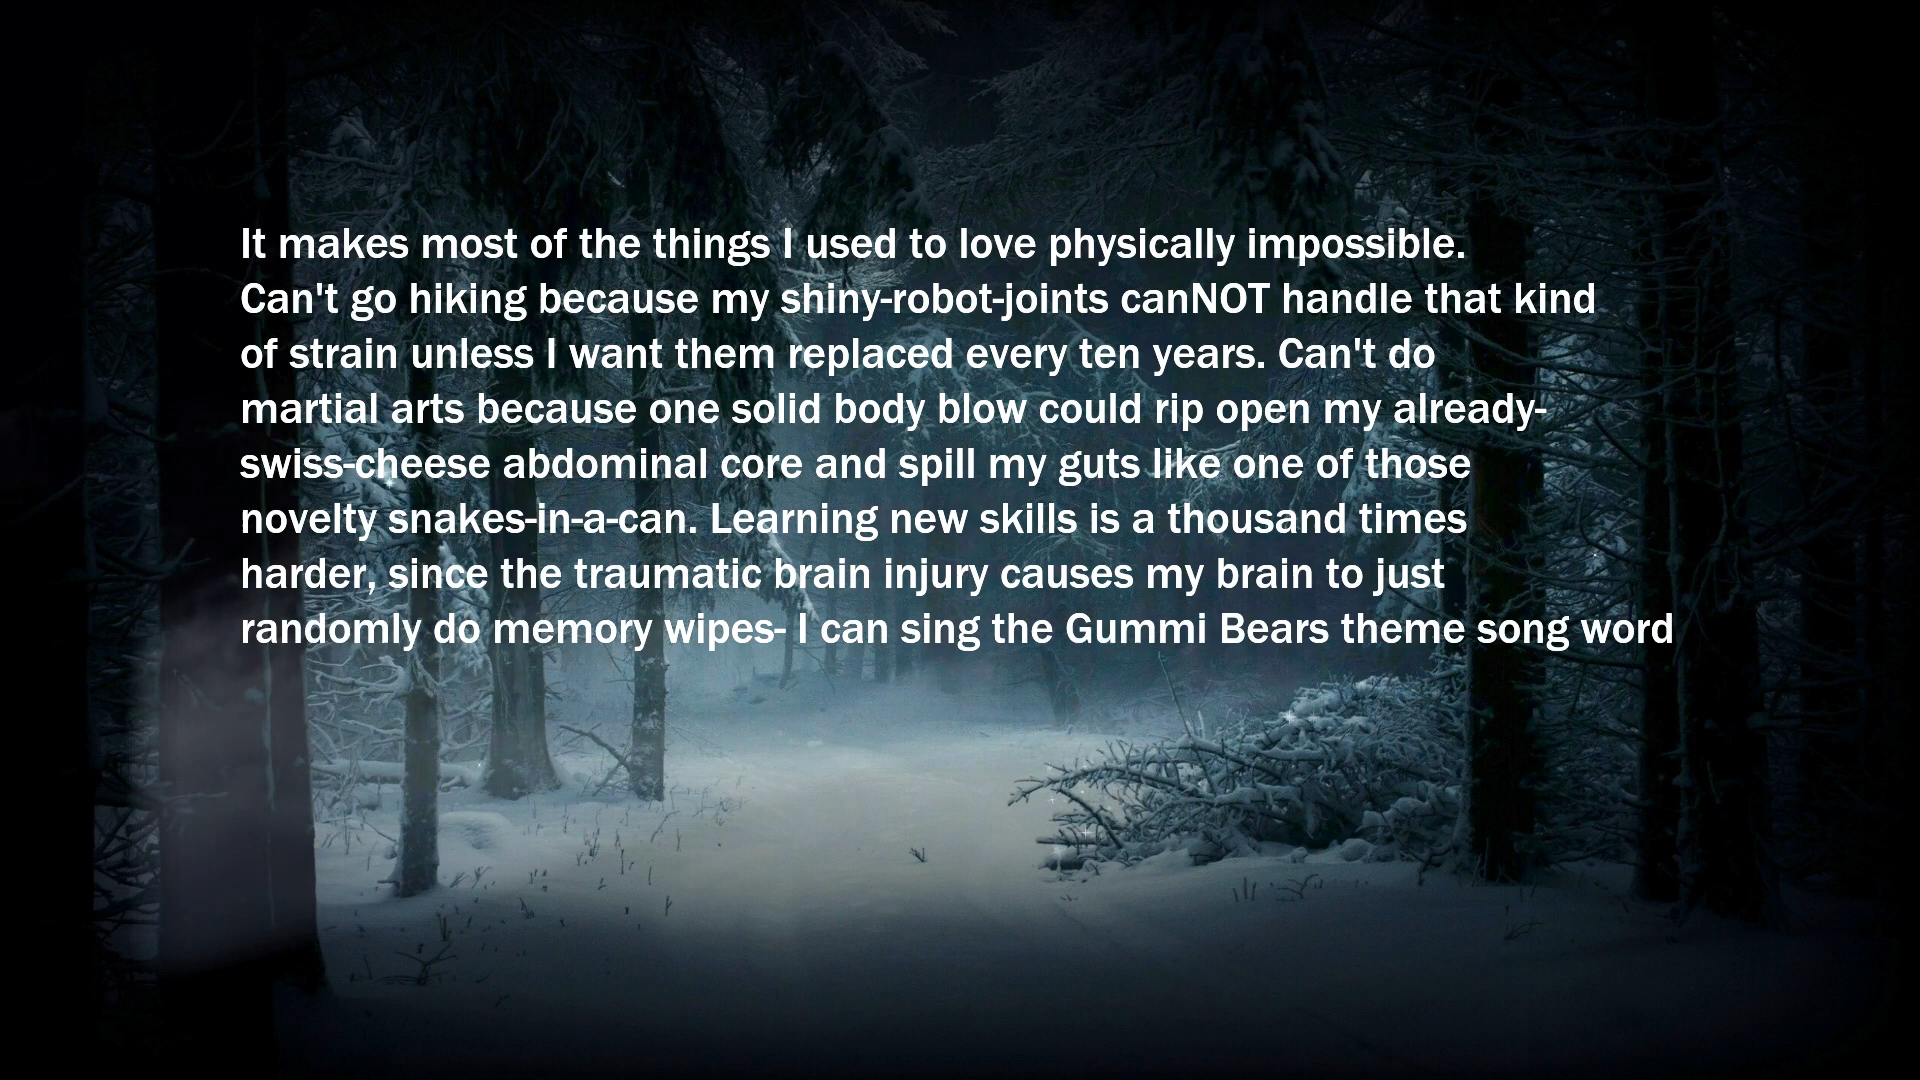 It makes most of the things I used to love physically impossible.
Can't go hiking because my shiny-robot-joints canNOT handle that kind
of strain unless I want them replaced every ten years. Can't do
martial arts because one solid body blow could rip open my already-
swiss-cheese abdominal core and spill my guts like one of those
novelty snakes-in-a-can. Learning new skills is a thousand times
harder, since the traumatic brain injury causes my brain to just
randomly do memory wipes- I can sing the Gummi Bears theme song word